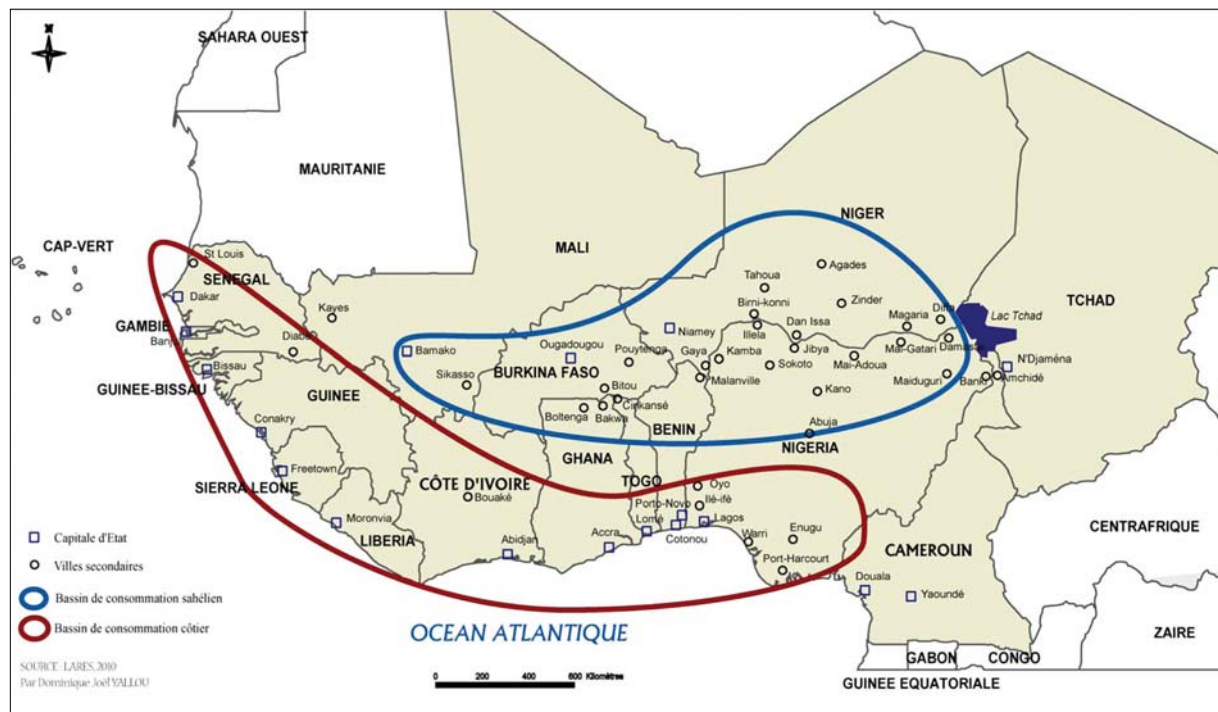 SAHARA OUEST
MAURITANIE
CAP-VERT
MALI
NIGER
TCHAD
St Louis
SENEGAL
Dakar
Kayes
GAMBIE
Banjul
Bissau
GUINEE-BISSAU
GUINEE
Conakry
Freetown
SIERRA LEONE
Moronvia
LIBERIA
Bamako
Sikasso
Ougadougou
Pouytenga
BURKINA FASO
Bitou
Cinkansé
Boltenga
Bakwa
Niamey
Gaya
Kamba
Malanville
BENIN
GHANA
TOGO
CÔTE D'IVOIRE
Bouaké
Abidjan
Accra
Lomé
Porto-Novo
Cotonou
Lagos
Oyo
Ilé-ifè
Warri
Enugu
Port-Harcourt
Agades
Tahoua
Birni-konni
Illela
Zinder
Dan Issa
Jibya
Sokoto
Magaria
Mai-Gatari
Mai-Adoua
Kano
Abuja
NIGERIA
Maiduguri
Banki
Amchidé
Lac Tchad
N'Djaména
CENTRAFRIQUE
CAMEROUN
Douala
Yaoundé
GABON
CONGO
ZAIRE
GUINEE EQUATORIALE
OCEAN ATLANTIQUE
0 200 400 600 Kilomètres
Capitale d'Etat
Villes secondaires
Bassin de consommation sahélien
Bassin de consommation côtier
SOURCE : LARES, 2010
Par Dominique Joël YALLOU